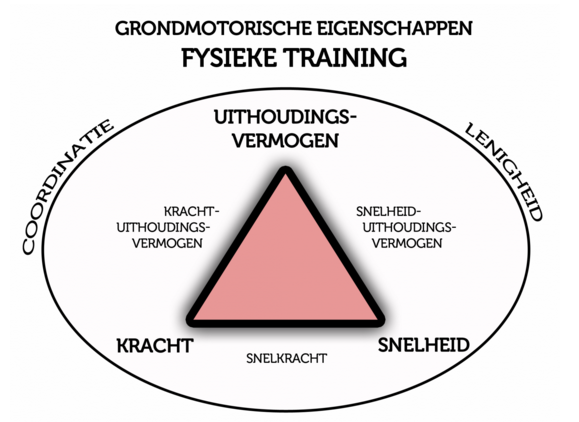 GRONDMOTORISCHE EIGENSCHAPPEN
FYSIEKE TRAINING
UITHOUDINGS-
VERMOGEN
COORDINATIE
LENIGHEID
KRACHT-
UITHOUDINGS-
VERMOGEN
SNELHEID-
UITHOUDINGS-
VERMOGEN
KRACHT
SNELKRACHT
SNELHEID